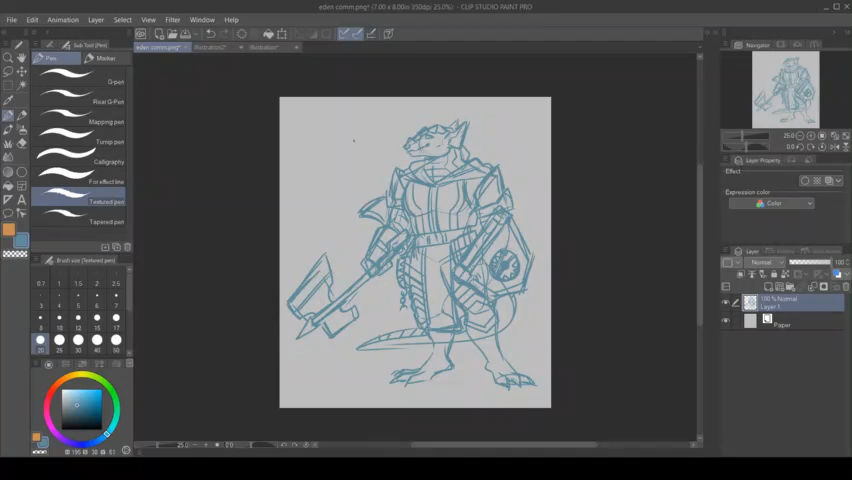 eden comm.png* (7.00 x 8.00in 350dpi 25.0%) - CLIP STUDIO PAINT PRO
File Edit Animation Layer Select View Filter Window Help
Sub Tool [Pen]
eden comm.png* Illustration2* Illustration*
Navigator
Pen Marker
G-pen
Real G-Pen
Mapping pen
Turnip pen
Calligraphy
For effect line
Textured pen
Tapered pen
25.0
0.0
Layer Property
Effect
Expression color
Color
Layer
Normal 100
Brush size [Textured pen]
0.7 1 1.5 2 2.5
3 4 5 6 7
8 10 12 15 17
20 25 30 40 50
100 % Normal
Layer 1
Paper
25.0 0.0